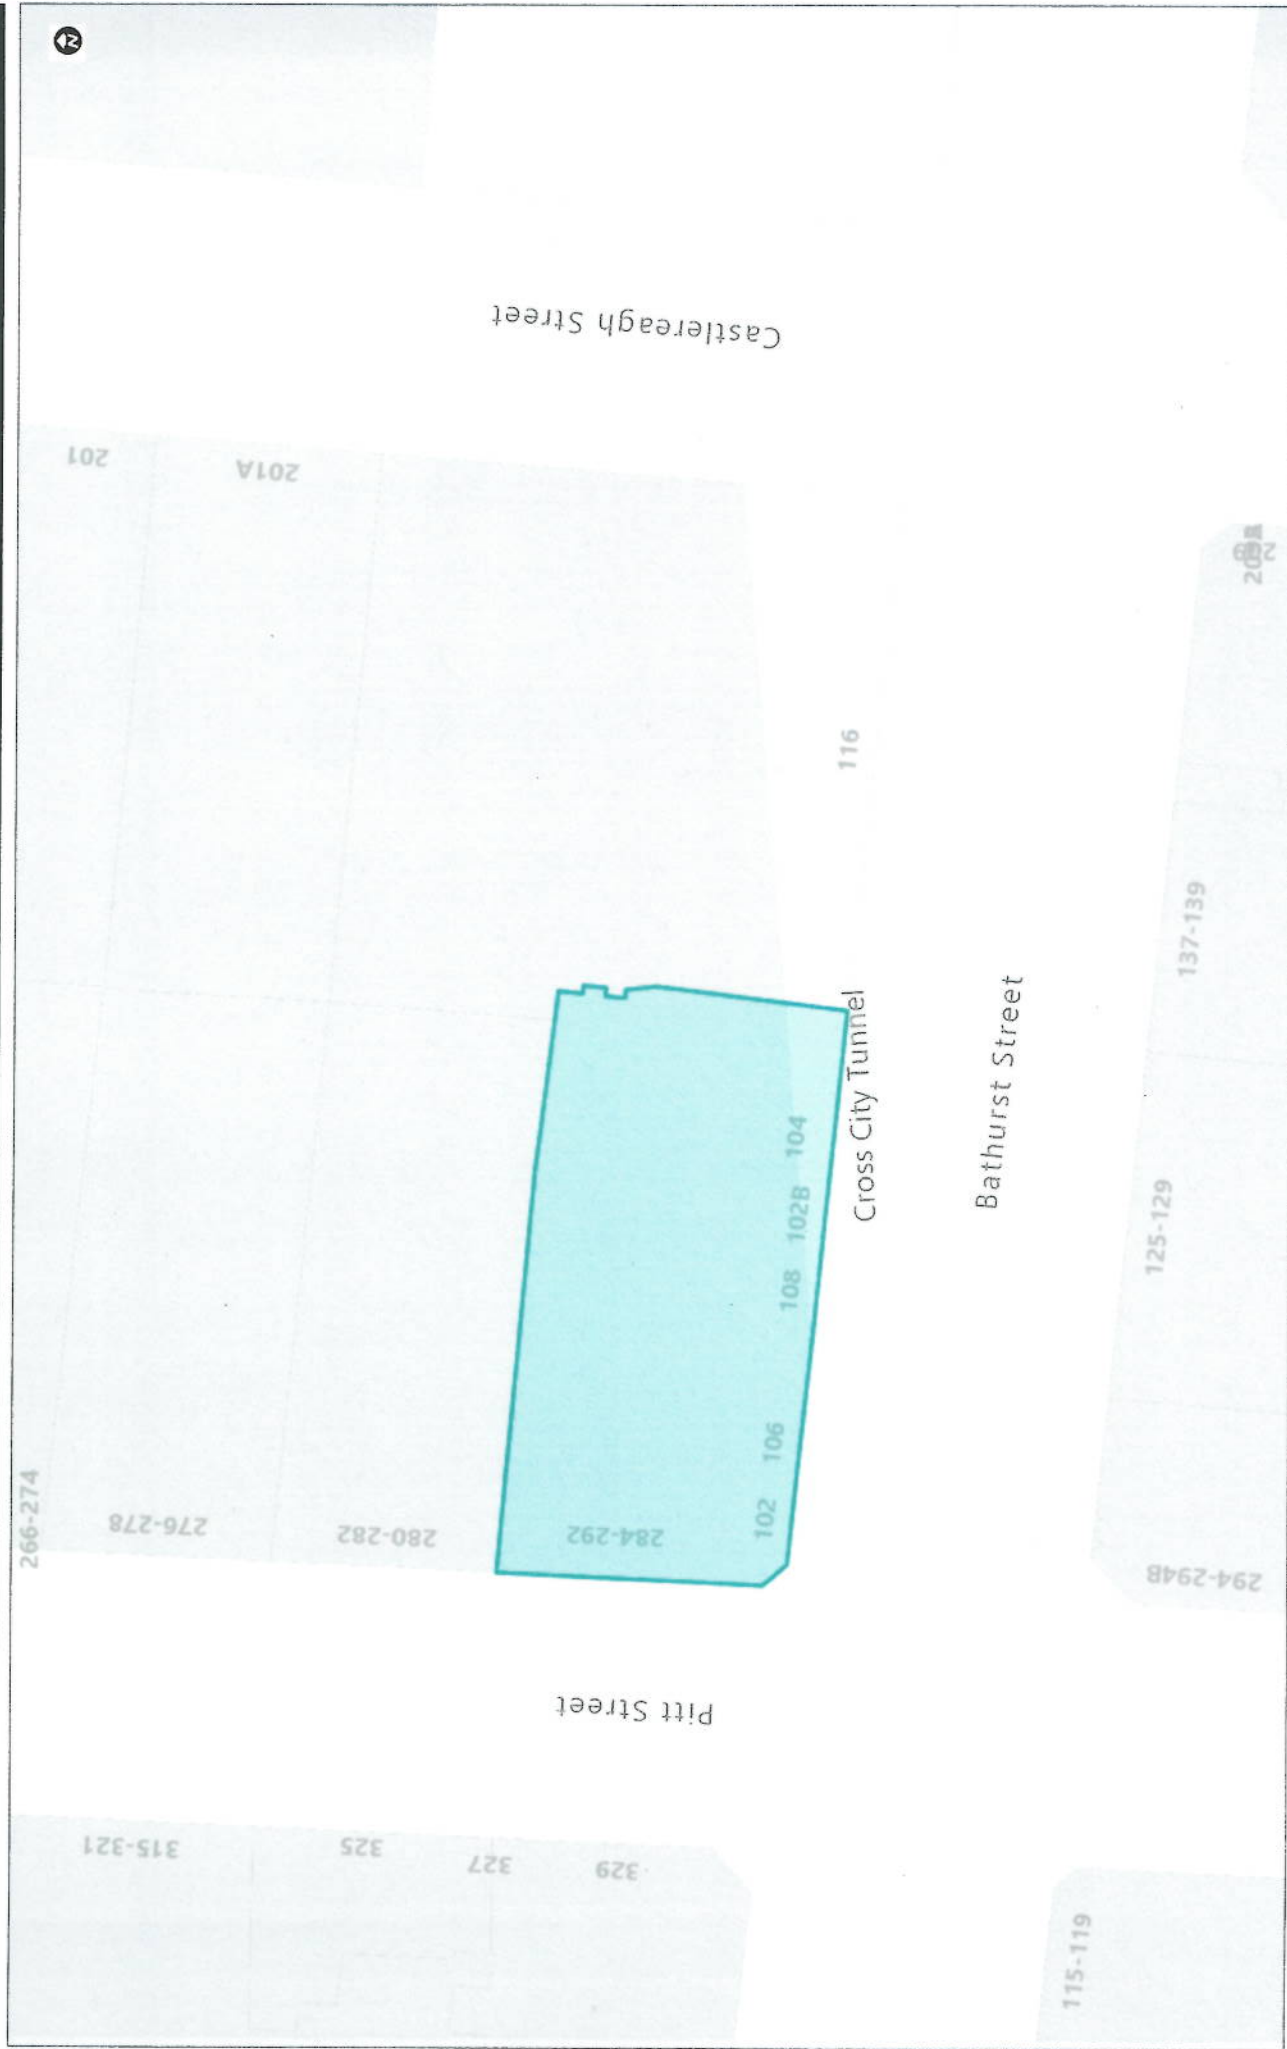 N
Castlereagh Street
201
201A
116
137-139
Cross City Tunnel
Bathurst Street
104
102B
108
125-129
106
102
266-274
276-278
280-282
284-292
294-294B
Pitt Street
315-321
325
327
329
115-119